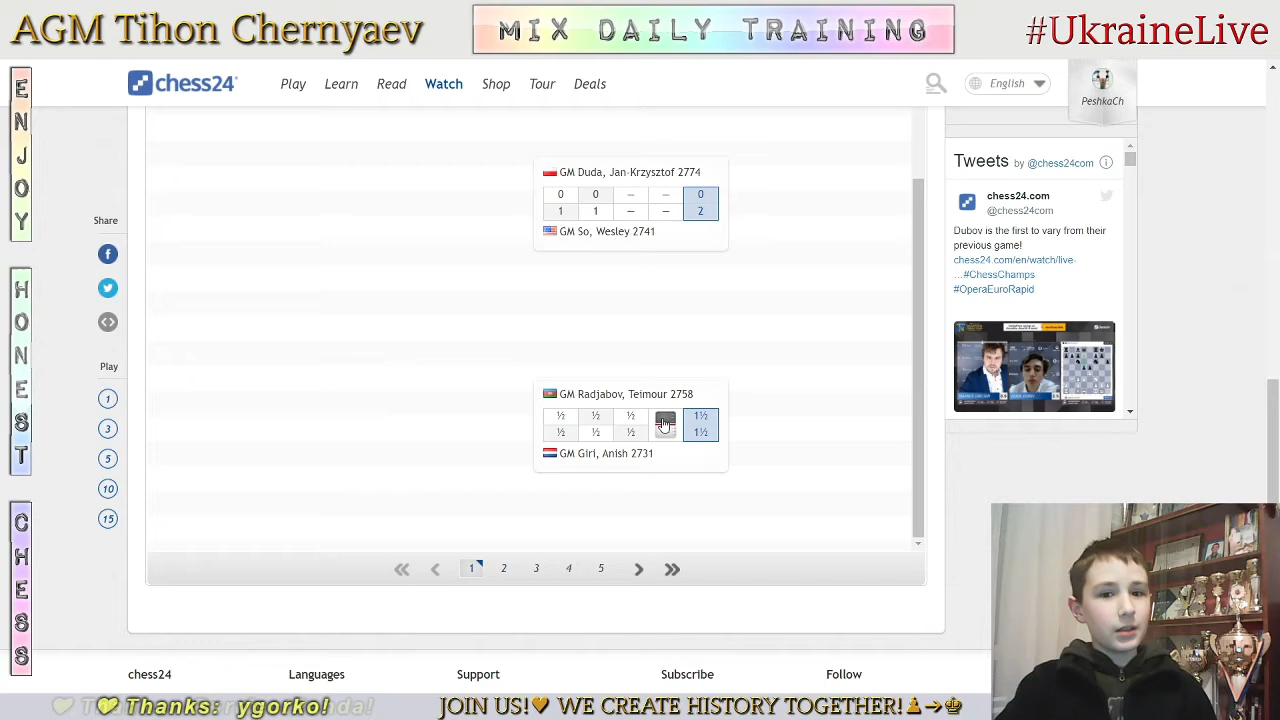 AGM Tihon Chernyaev
MIX DAILY TRAINING
#UkraineLive
ENJOY
HONEST
CHESS
chess24
Play
Learn
Read
Watch
Shop
Tour
Deals
English
PeshkaCh
Share
Play
1
3
5
10
15
GM Duda, Jan-Krzysztof 2774
0 0 – – 0
1 1 – – 2
GM So, Wesley 2741
GM Radjabov, Teimour 2758
½ ½ ½ 1½
½ ½ ½ 1½
GM Giri, Anish 2731
1 2 3 4 5
Tweets by @chess24com
chess24.com
@chess24com
Dubov is the first to vary from their
previous game!
chess24.com/en/watch/live-
…#ChessChamps
#OperaEuroRapid
chess24
Languages
Support
Subscribe
Follow
Thanks: rygorko!
JOIN US! WE CREATE HISTORY TOGETHER!